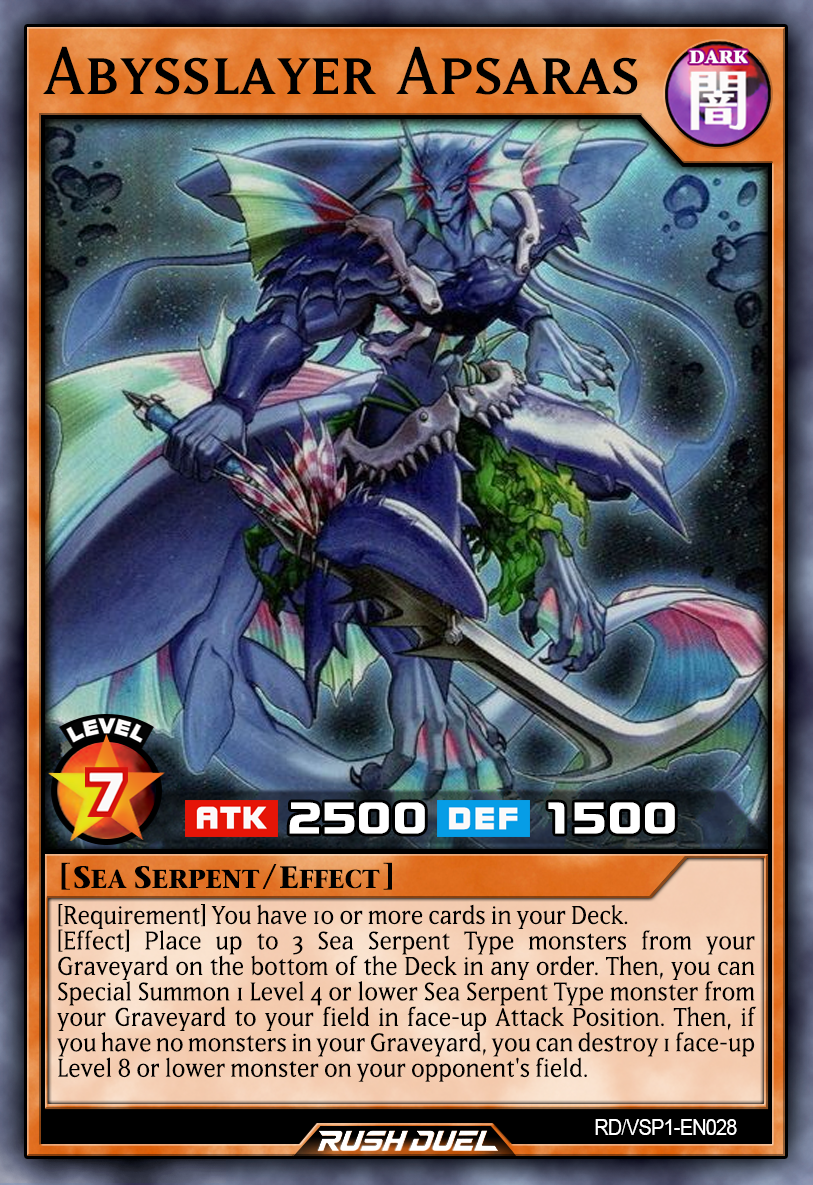 Abysslayer Apsaras
DARK
闇
LEVEL
7
ATK 2500 DEF 1500
[Sea Serpent/Effect]
[Requirement] You have 10 or more cards in your Deck.
[Effect] Place up to 3 Sea Serpent Type monsters from your
Graveyard on the bottom of the Deck in any order. Then, you can
Special Summon 1 Level 4 or lower Sea Serpent Type monster from
your Graveyard to your field in face-up Attack Position. Then, if
you have no monsters in your Graveyard, you can destroy 1 face-up
Level 8 or lower monster on your opponent's field.
RD/VSP1-EN028
RUSH DUEL